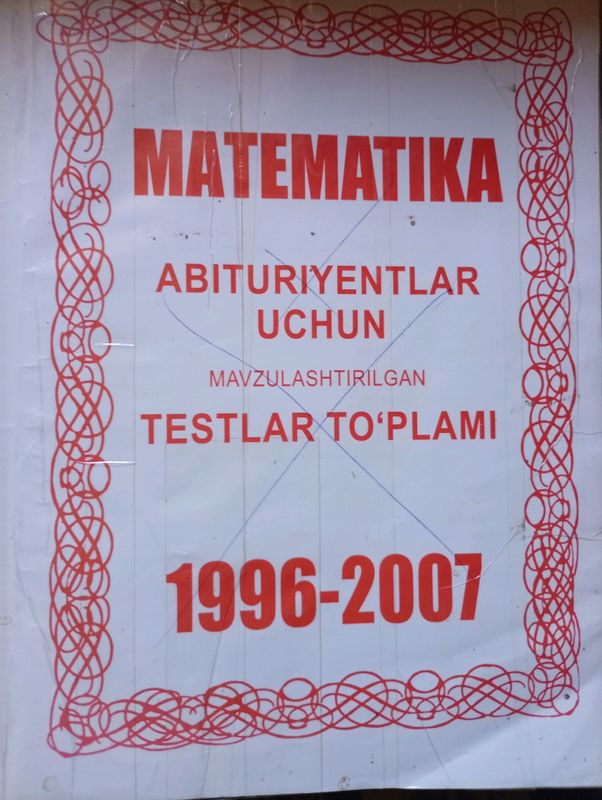 MATEMATIKA
ABITURIYENTLAR
UCHUN
MAVZULASHTIRILGAN
TESTLAR TO‘PLAMI
1996-2007